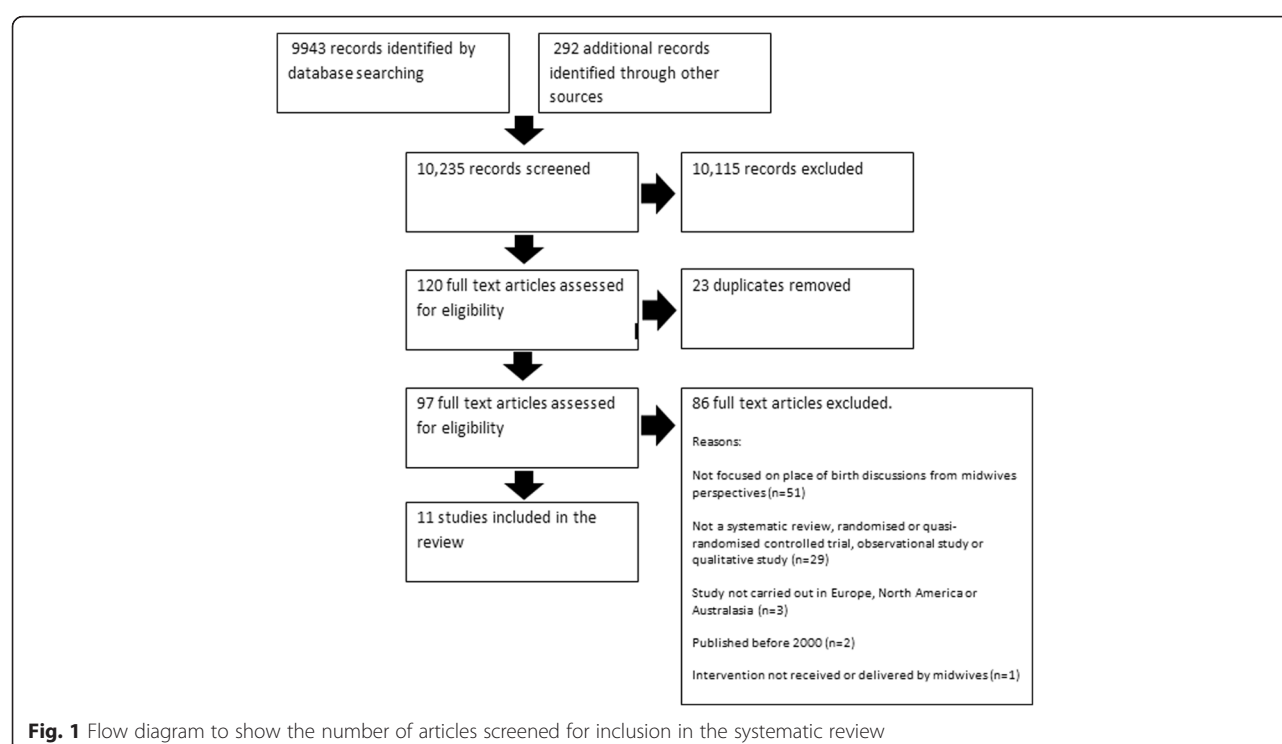 9943 records identified by
database searching
292 additional records
identified through other
sources
10,235 records screened
10,115 records excluded
120 full text articles assessed
for eligibility
23 duplicates removed
97 full text articles assessed
for eligibility
86 full text articles excluded.
Reasons:
Not focused on place of birth discussions from midwives
perspectives (n=51)
Not a systematic review, randomised or quasi-
randomised controlled trial, observational study or
qualitative study (n=29)
Study not carried out in Europe, North America or
Australasia (n=3)
Published before 2000 (n=2)
Intervention not received or delivered by midwives (n=1)
11 studies included in the
review
Fig. 1 Flow diagram to show the number of articles screened for inclusion in the systematic review